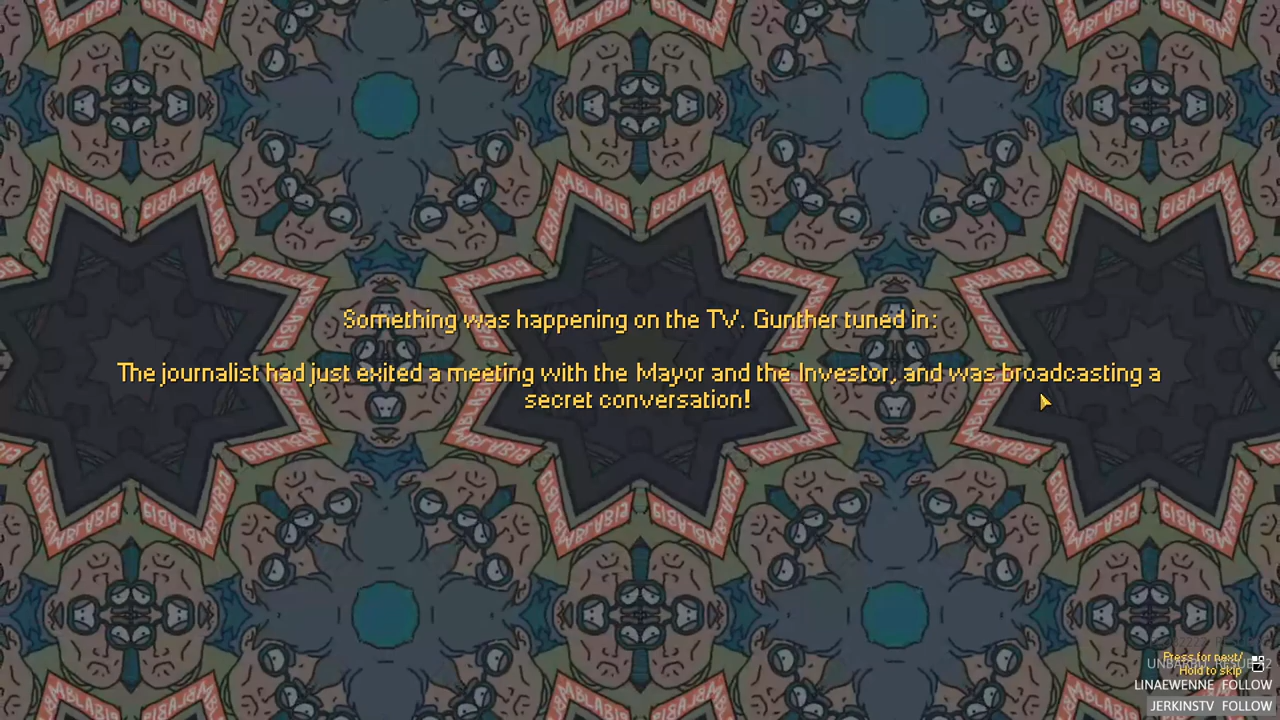 Something was happening on the TV. Gunther tuned in:
The journalist had just exited a meeting with the Mayor and the Investor, and was broadcasting a
secret conversation!
Press for next/
Hold to skip
LINAEWENNE FOLLOW
JERKINSTV FOLLOW